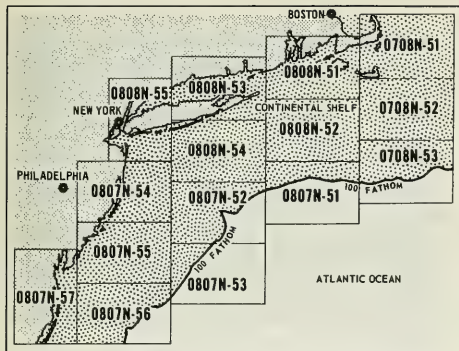 BOSTON
0708N-51
0808N-51
0808N-53
0808N-55
NEW YORK
CONTINENTAL SHELF
0708N-52
0808N-52
0808N-54
0708N-53
PHILADELPHIA
0807N-54
0807N-52
0807N-51
100 FATHOM
0807N-55
100 FATHOM
0807N-53
ATLANTIC OCEAN
0807N-57
0807N-56